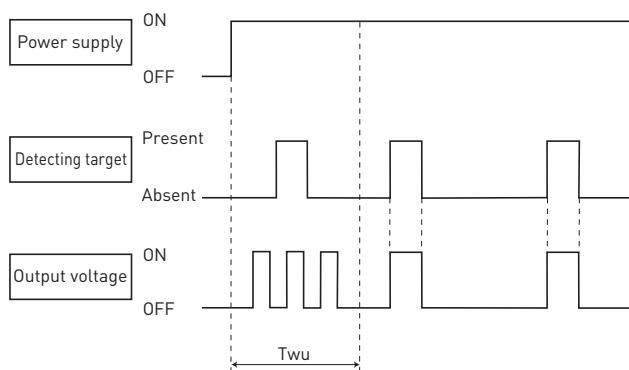 Power supply
ON
OFF
Detecting target
Present
Absent
Output voltage
ON
OFF
Twu